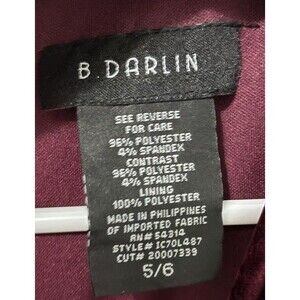 B. DARLIN
SEE REVERSE
FOR CARE
96% POLYESTER
4% SPANDEX
CONTRAST
96% POLYESTER
4% SPANDEX
LINING
100% POLYESTER
MADE IN PHILIPPINES
OF IMPORTED FABRIC
RN# 54314
STYLE# 1C70L487
CUT# 20007339
5/6